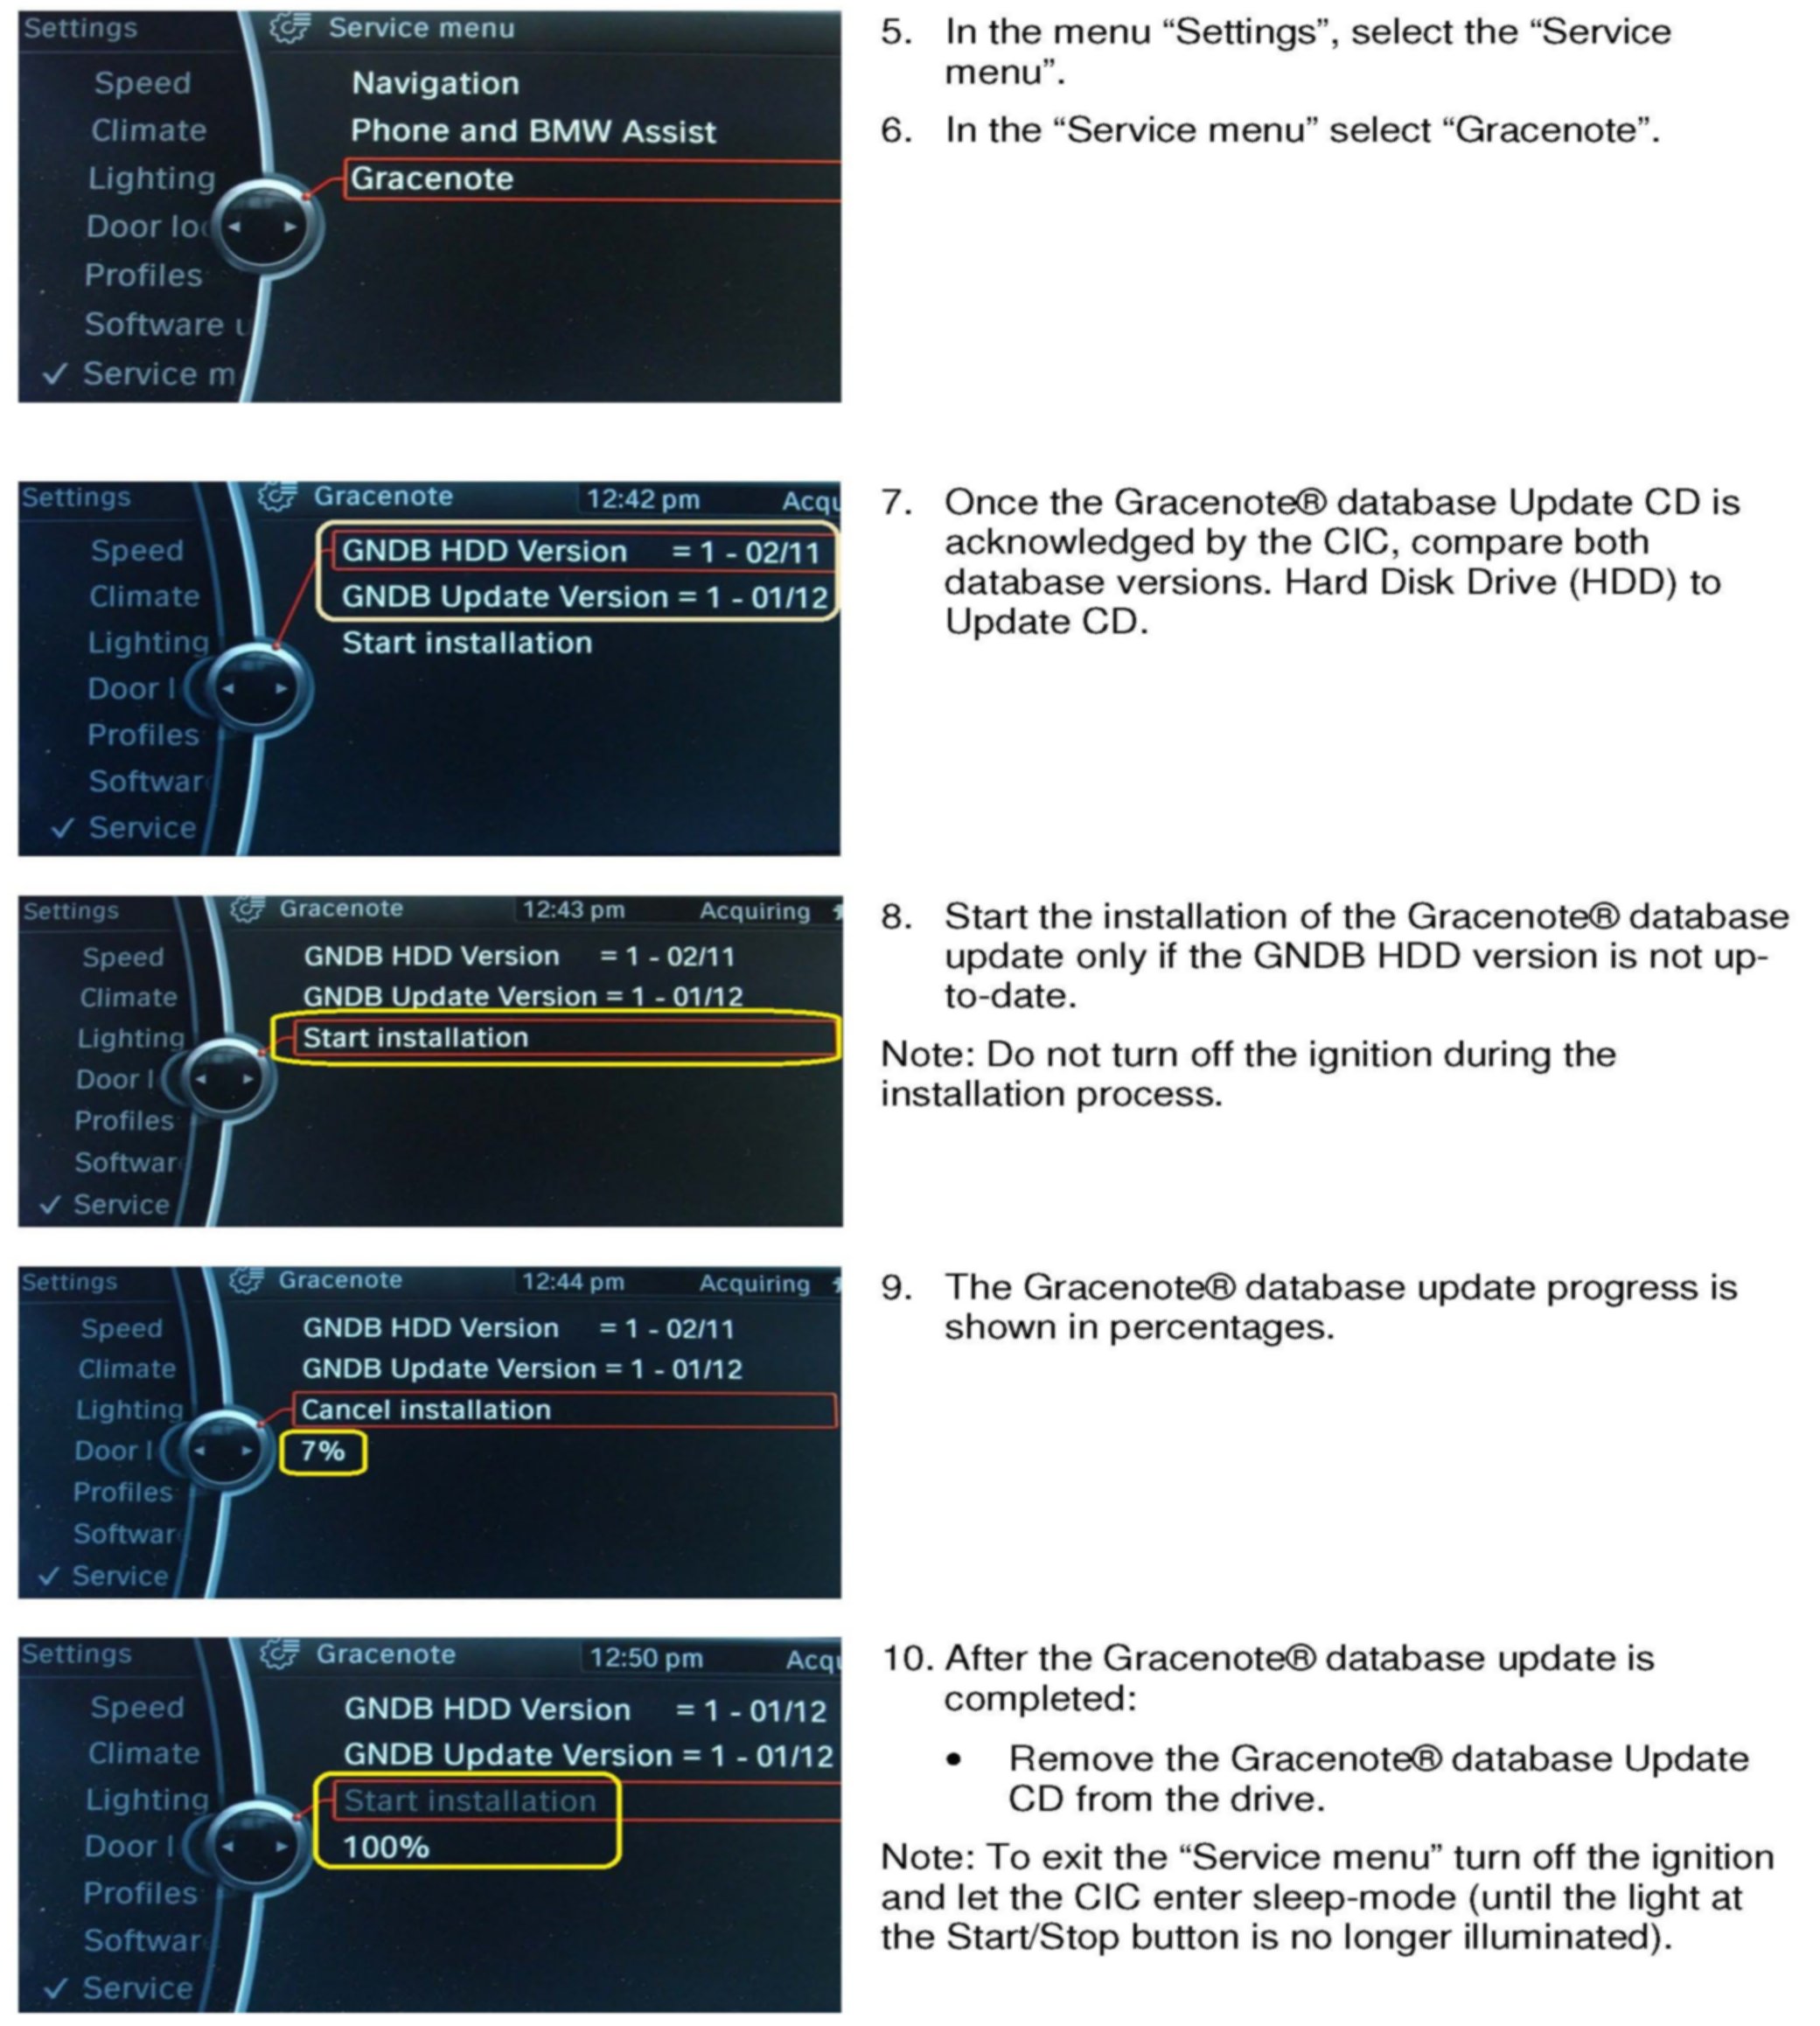 Settings
Service menu
Speed
Navigation
Climate
Phone and BMW Assist
Lighting
Gracenote
Door lo
Profiles
Software u
✓ Service m
5. In the menu “Settings”, select the “Service
menu”.
6. In the “Service menu” select “Gracenote”.
Settings
Gracenote
12:42 pm
Acqu
Speed
GNDB HDD Version = 1 - 02/11
Climate
GNDB Update Version = 1 - 01/12
Lighting
Start installation
Door l
Profiles
Softwar
✓ Service
7. Once the Gracenote® database Update CD is
acknowledged by the CIC, compare both
database versions. Hard Disk Drive (HDD) to
Update CD.
Settings
Gracenote
12:43 pm
Acquiring
Speed
GNDB HDD Version = 1 - 02/11
Climate
GNDB Update Version = 1 - 01/12
Lighting
Start installation
Door l
Profiles
Softwar
✓ Service
8. Start the installation of the Gracenote® database
update only if the GNDB HDD version is not up-
to-date.
Note: Do not turn off the ignition during the
installation process.
Settings
Gracenote
12:44 pm
Acquiring
Speed
GNDB HDD Version = 1 - 02/11
Climate
GNDB Update Version = 1 - 01/12
Lighting
Cancel installation
Door l
7%
Profiles
Softwar
✓ Service
9. The Gracenote® database update progress is
shown in percentages.
Settings
Gracenote
12:50 pm
Acqu
Speed
GNDB HDD Version = 1 - 01/12
Climate
GNDB Update Version = 1 - 01/12
Lighting
Start installation
Door l
100%
Profiles
Softwar
✓ Service
10. After the Gracenote® database update is
completed:
• Remove the Gracenote® database Update
CD from the drive.
Note: To exit the “Service menu” turn off the ignition
and let the CIC enter sleep-mode (until the light at
the Start/Stop button is no longer illuminated).